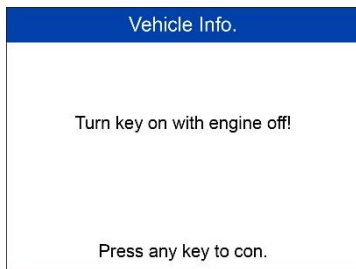 Vehicle Info.
Turn key on with engine off!
Press any key to con.